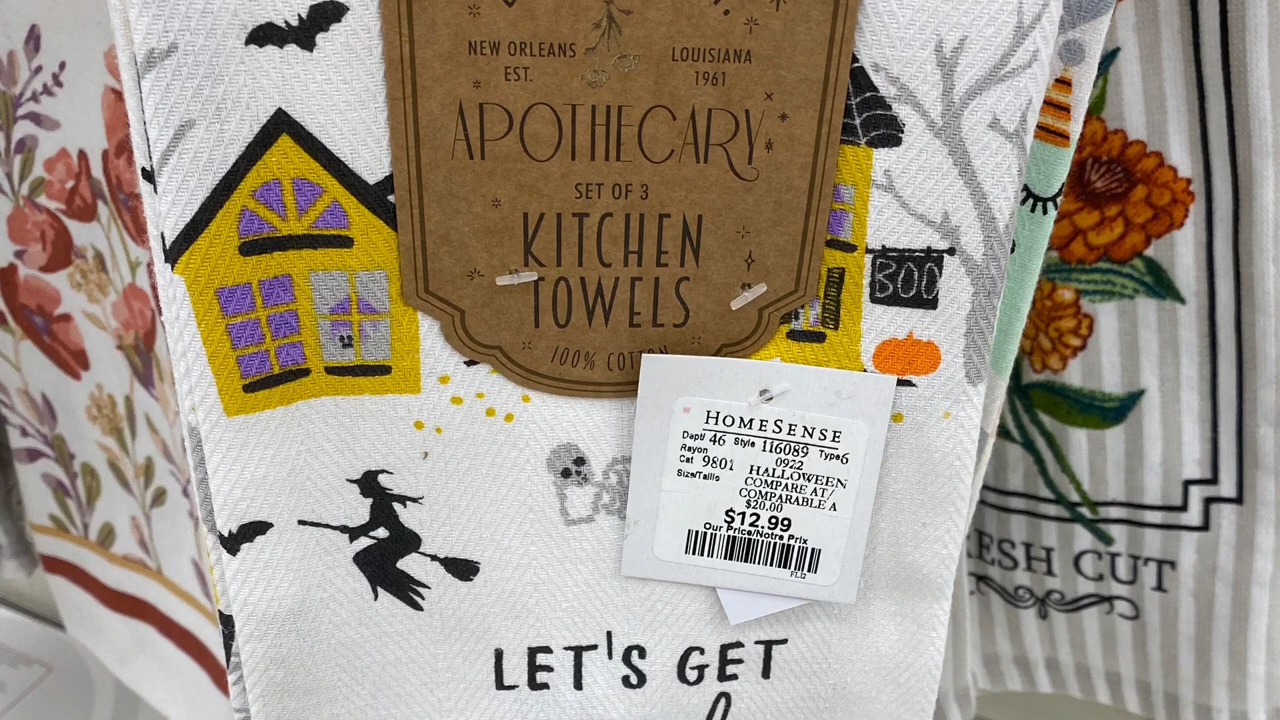 NEW ORLEANS
EST.
LOUISIANA
1961
APOTHECARY
SET OF 3
KITCHEN
TOWELS
100%
BOO
HOMESENSE
Dept/ 46 Style 116089 Type 6
Rayon
0922
Cat 9801
HALLOWEEN
Size/Taille
COMPARE AT/
COMPARABLE A
$20.00
$12.99
Our Price/Notre Prix
FL12
LET'S GET
CUT